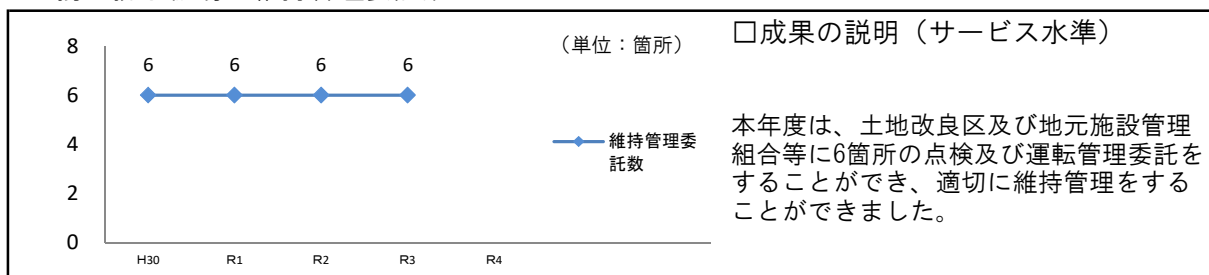 8
6
4
2
0
6 6 6 6
H30 R1 R2 R3 R4
（単位：箇所）
維持管理委
託数
□成果の説明（サービス水準）
本年度は、土地改良区及び地元施設管理
組合等に6箇所の点検及び運転管理委託を
することができ、適切に維持管理をする
ことができました。